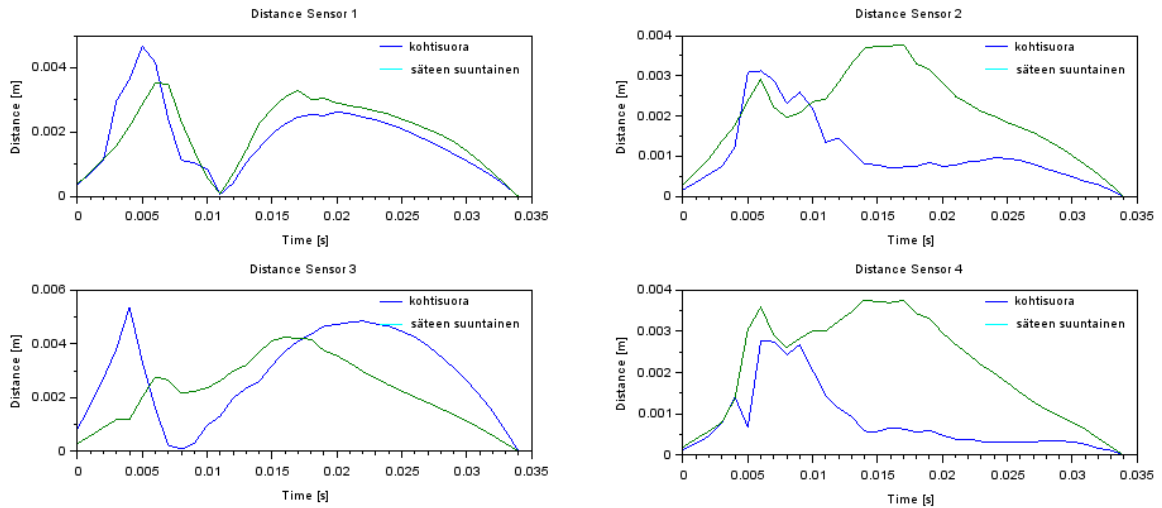 Distance Sensor 1
Distance [m]
0.004
0.002
0
kohtisuora
säteen suuntainen
0 0.005 0.01 0.015 0.02 0.025 0.03 0.035
Time [s]
Distance Sensor 2
Distance [m]
0.004
0.003
0.002
0.001
0
kohtisuora
säteen suuntainen
0 0.005 0.01 0.015 0.02 0.025 0.03 0.035
Time [s]
Distance Sensor 3
Distance [m]
0.006
0.004
0.002
0
kohtisuora
säteen suuntainen
0 0.005 0.01 0.015 0.02 0.025 0.03 0.035
Time [s]
Distance Sensor 4
Distance [m]
0.004
0.003
0.002
0.001
0
kohtisuora
säteen suuntainen
0 0.005 0.01 0.015 0.02 0.025 0.03 0.035
Time [s]